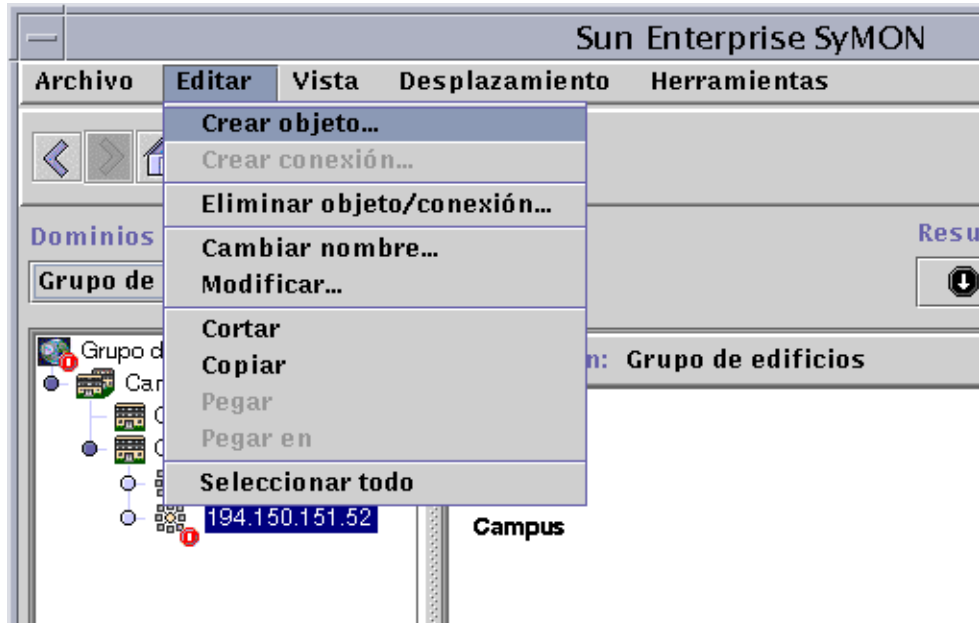 Sun Enterprise SyMON
Archivo Editar Vista Desplazamiento Herramientas
Crear objeto...
Crear conexión...
Eliminar objeto/conexión...
Dominios
Resu
Cambiar nombre...
Grupo de
Modificar...
Cortar
Grupo d
n: Grupo de edificios
Copiar
Car
Pegar
Pegar en
Seleccionar todo
194.150.151.52
Campus